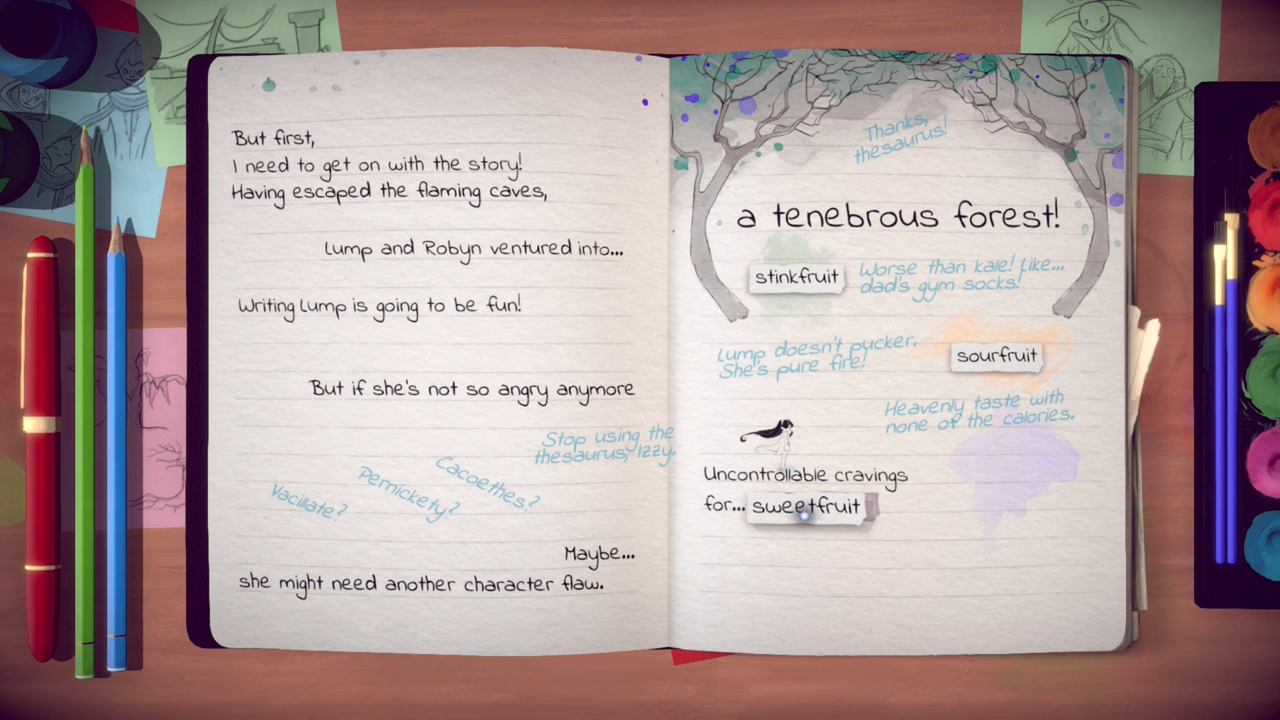 But first,
I need to get on with the story!
Having escaped the flaming caves,
Lump and Robyn ventured into...
Writing Lump is going to be fun!
But if she's not so angry anymore
Stop using the
thesaurus, Izzy.
Cacoethes?
Pernickety?
Vacillate?
Maybe...
she might need another character flaw.
Thanks,
thesaurus!
a tenebrous forest!
stinkfruit
Worse than kale! Like...
dad's gym socks!
Lump doesn't pucker.
She's pure fire!
sourfruit
Heavenly taste with
none of the calories.
Uncontrollable cravings
for... sweetfruit